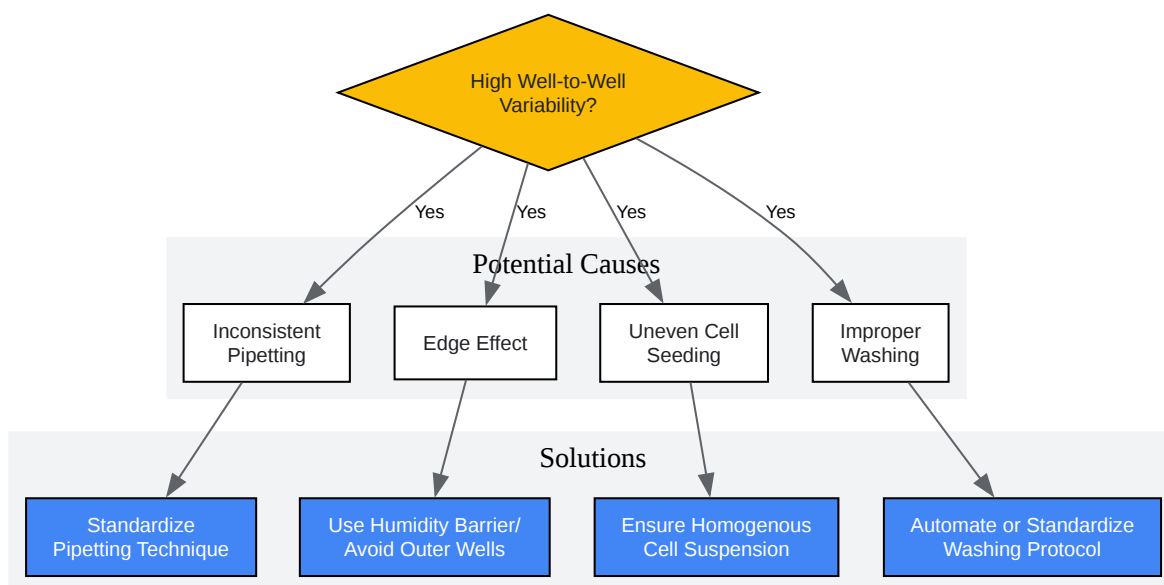 High Well-to-Well
Variability?
Yes
Yes
Yes
Yes
Potential Causes
Inconsistent
Pipetting
Edge Effect
Uneven Cell
Seeding
Improper
Washing
Solutions
Standardize
Pipetting Technique
Use Humidity Barrier/
Avoid Outer Wells
Ensure Homogenous
Cell Suspension
Automate or Standardize
Washing Protocol